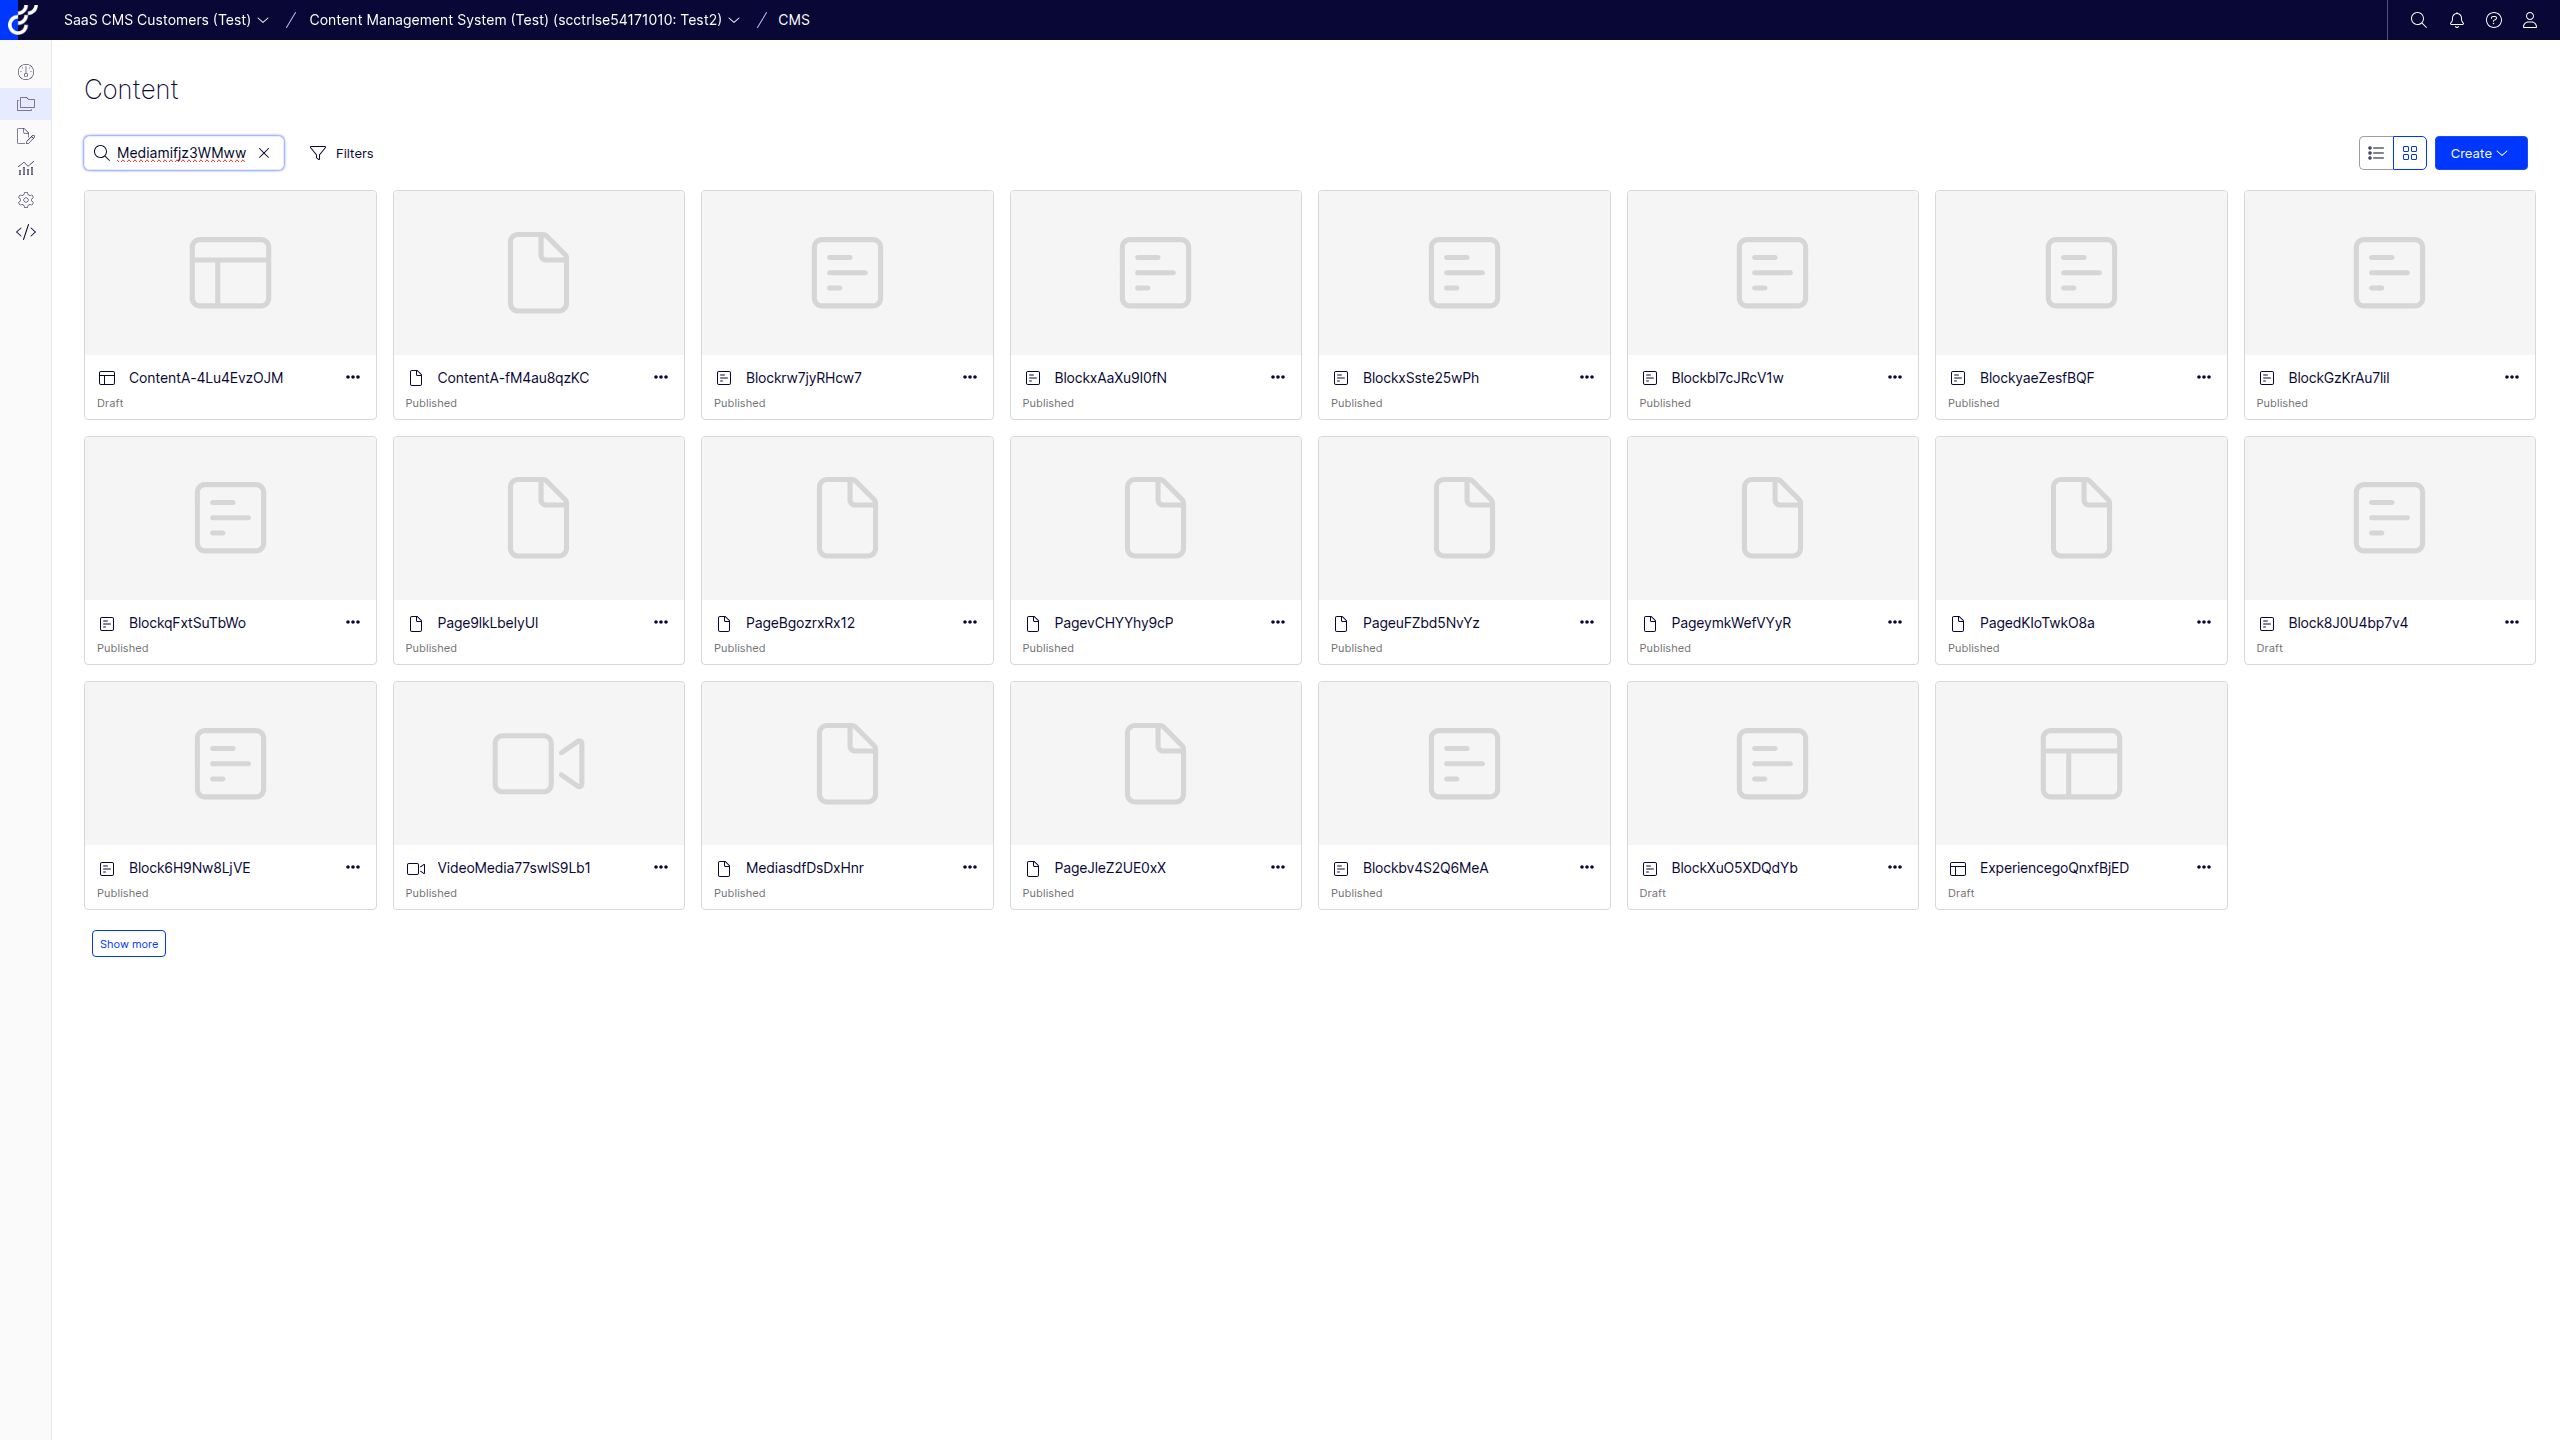 SaaS CMS Customers (Test) / Content Management System (Test) (scctrlse54171010: Test2) / CMS
Content
Mediamifjz3WMww
Filters
Create
ContentA-4Lu4EvzOJM
Draft
ContentA-fM4au8qzKC
Published
Blockrw7jyRHcw7
Published
BlockxAaXu9l0fN
Published
BlockxSste25wPh
Published
Blockbl7cJRcV1w
Published
BlockyaeZesfBQF
Published
BlockGzKrAu7lil
Published
BlockqFxtSuTbWo
Published
Page9lkLbelyUl
Published
PageBgozrxRx12
Published
PagevCHYYhy9cP
Published
PageuFZbd5NvYz
Published
PageymkWefVYyR
Published
PagedKloTwkO8a
Published
Block8J0U4bp7v4
Draft
Block6H9Nw8LjVE
Published
VideoMedia77swlS9Lb1
Published
MediasdfDsDxHnr
Published
PageJleZ2UE0xX
Published
Blockbv4S2Q6MeA
Published
BlockXuO5XDQdYb
Draft
ExperiencegoQnxfBjED
Draft
Show more